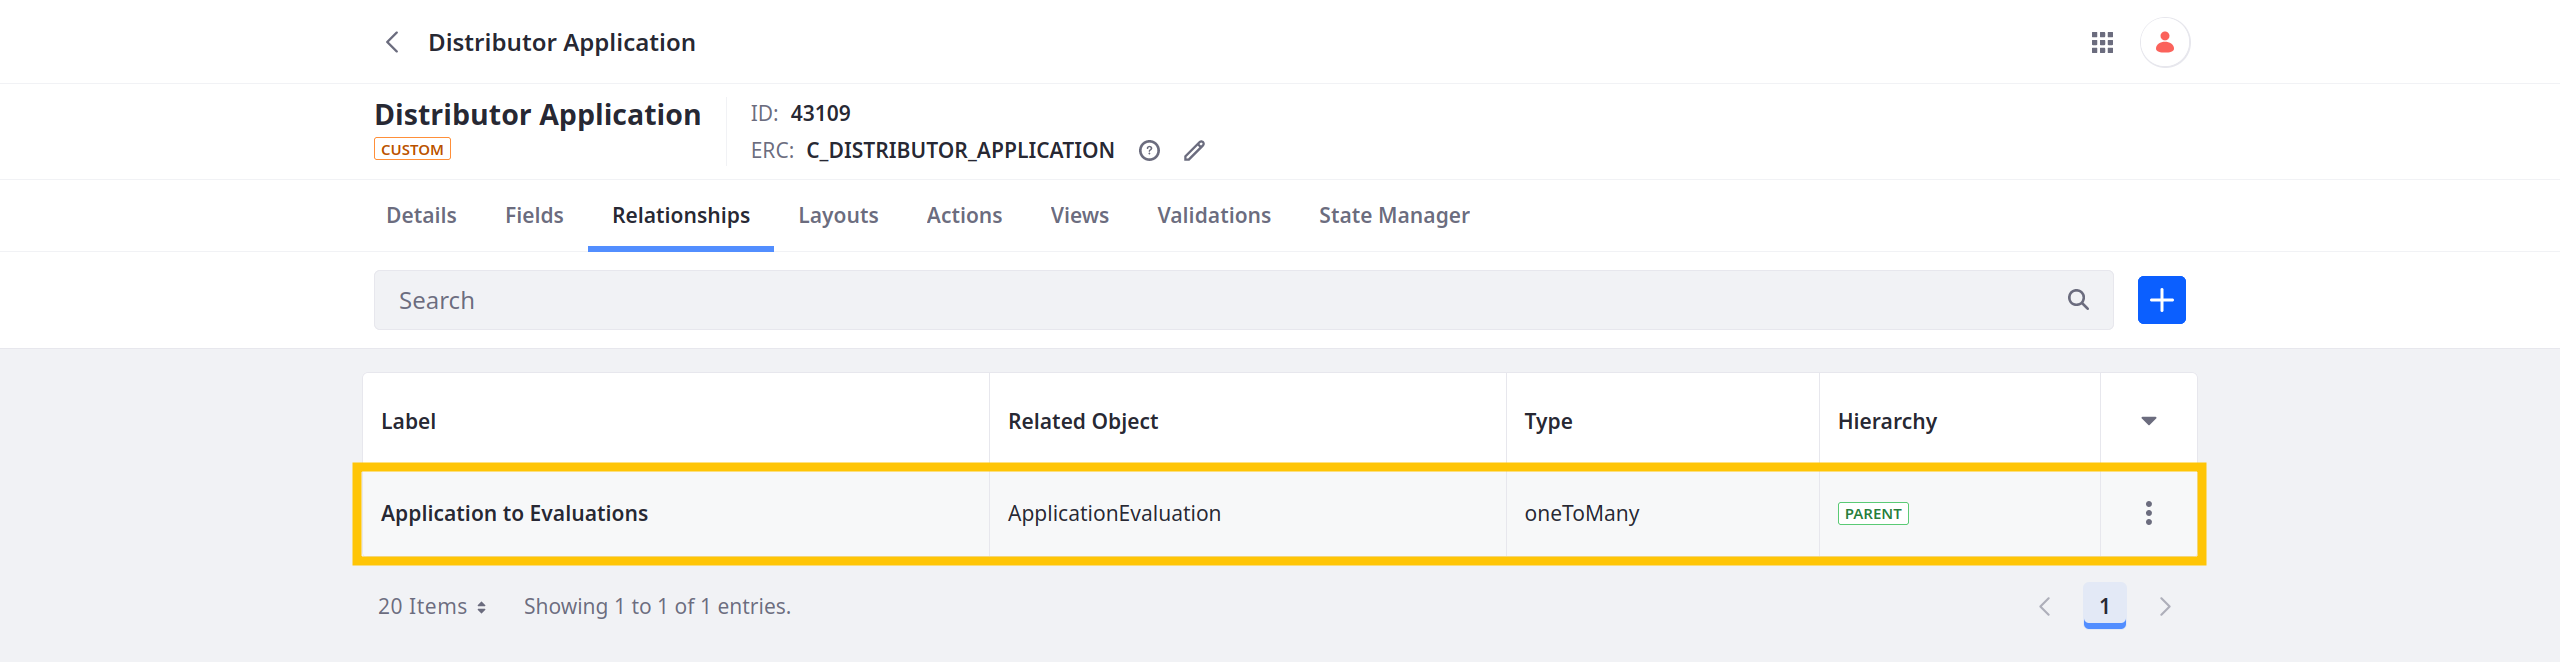 Distributor Application
Distributor Application
CUSTOM
ID: 43109
ERC: C_DISTRIBUTOR_APPLICATION
Details Fields Relationships Layouts Actions Views Validations State Manager
Search
Label Related Object Type Hierarchy
Application to Evaluations ApplicationEvaluation oneToMany PARENT
20 Items Showing 1 to 1 of 1 entries. 1